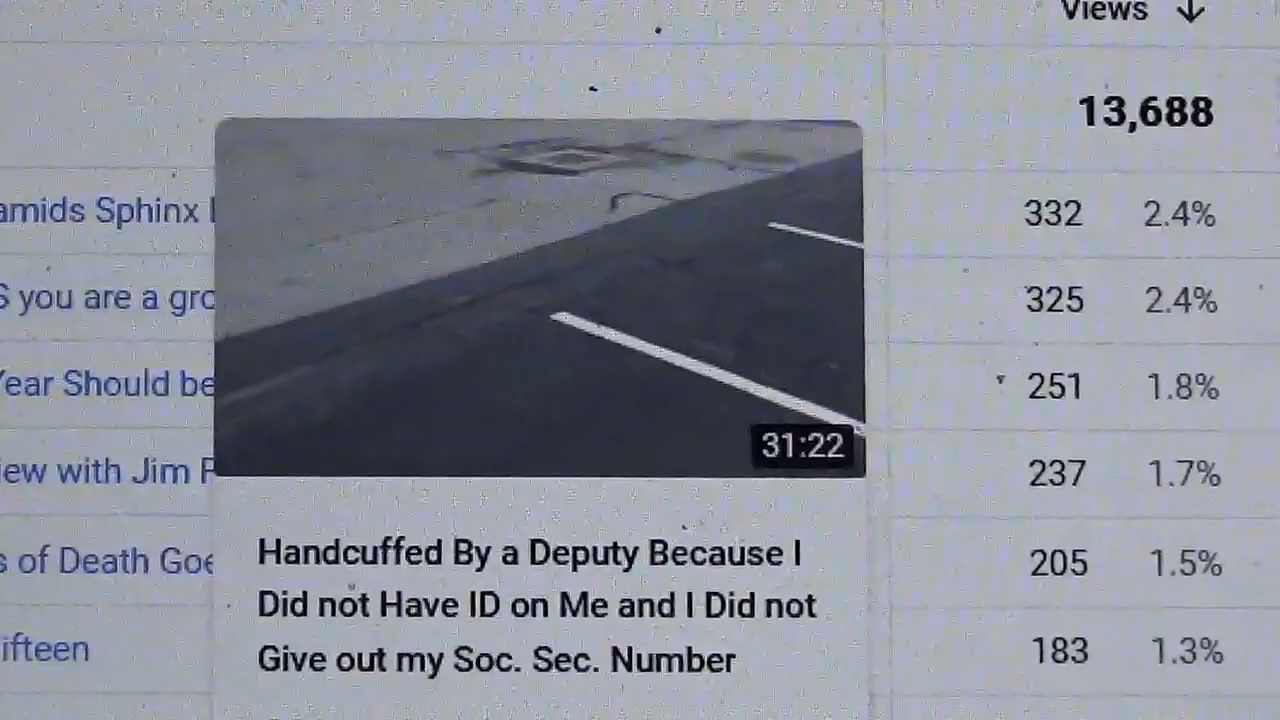 Views ↓
13,688
amids Sphinx
332 2.4%
you are a gro
325 2.4%
Year Should be
251 1.8%
iew with Jim
237 1.7%
31:22
s of Death Goe
205 1.5%
Handcuffed By a Deputy Because I
Did not Have ID on Me and I Did not
Give out my Soc. Sec. Number
ifteen
183 1.3%